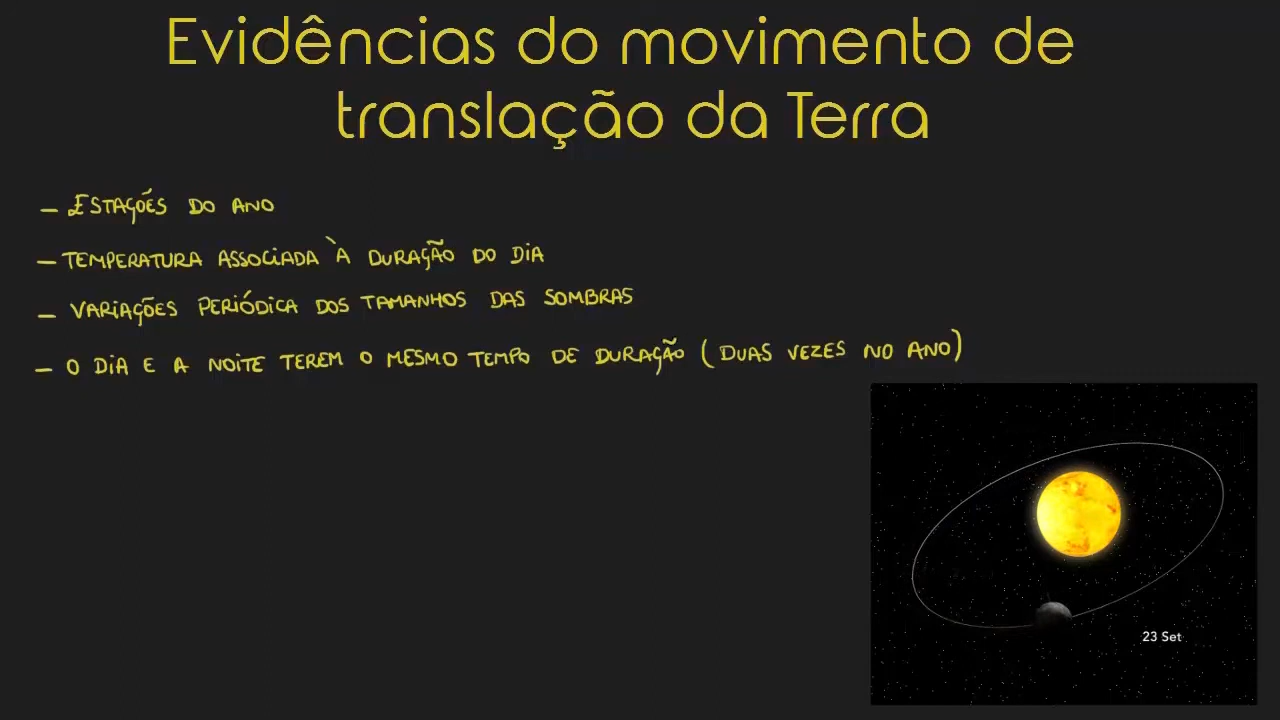 Evidências do movimento de
translação da Terra
– ESTAÇÕES DO ANO
– TEMPERATURA ASSOCIADA À DURAÇÃO DO DIA
– VARIAÇÕES PERIÓDICA DOS TAMANHOS DAS SOMBRAS
– O DIA E A NOITE TEREM O MESMO TEMPO DE DURAÇÃO (DUAS VEZES NO ANO)
23 Set